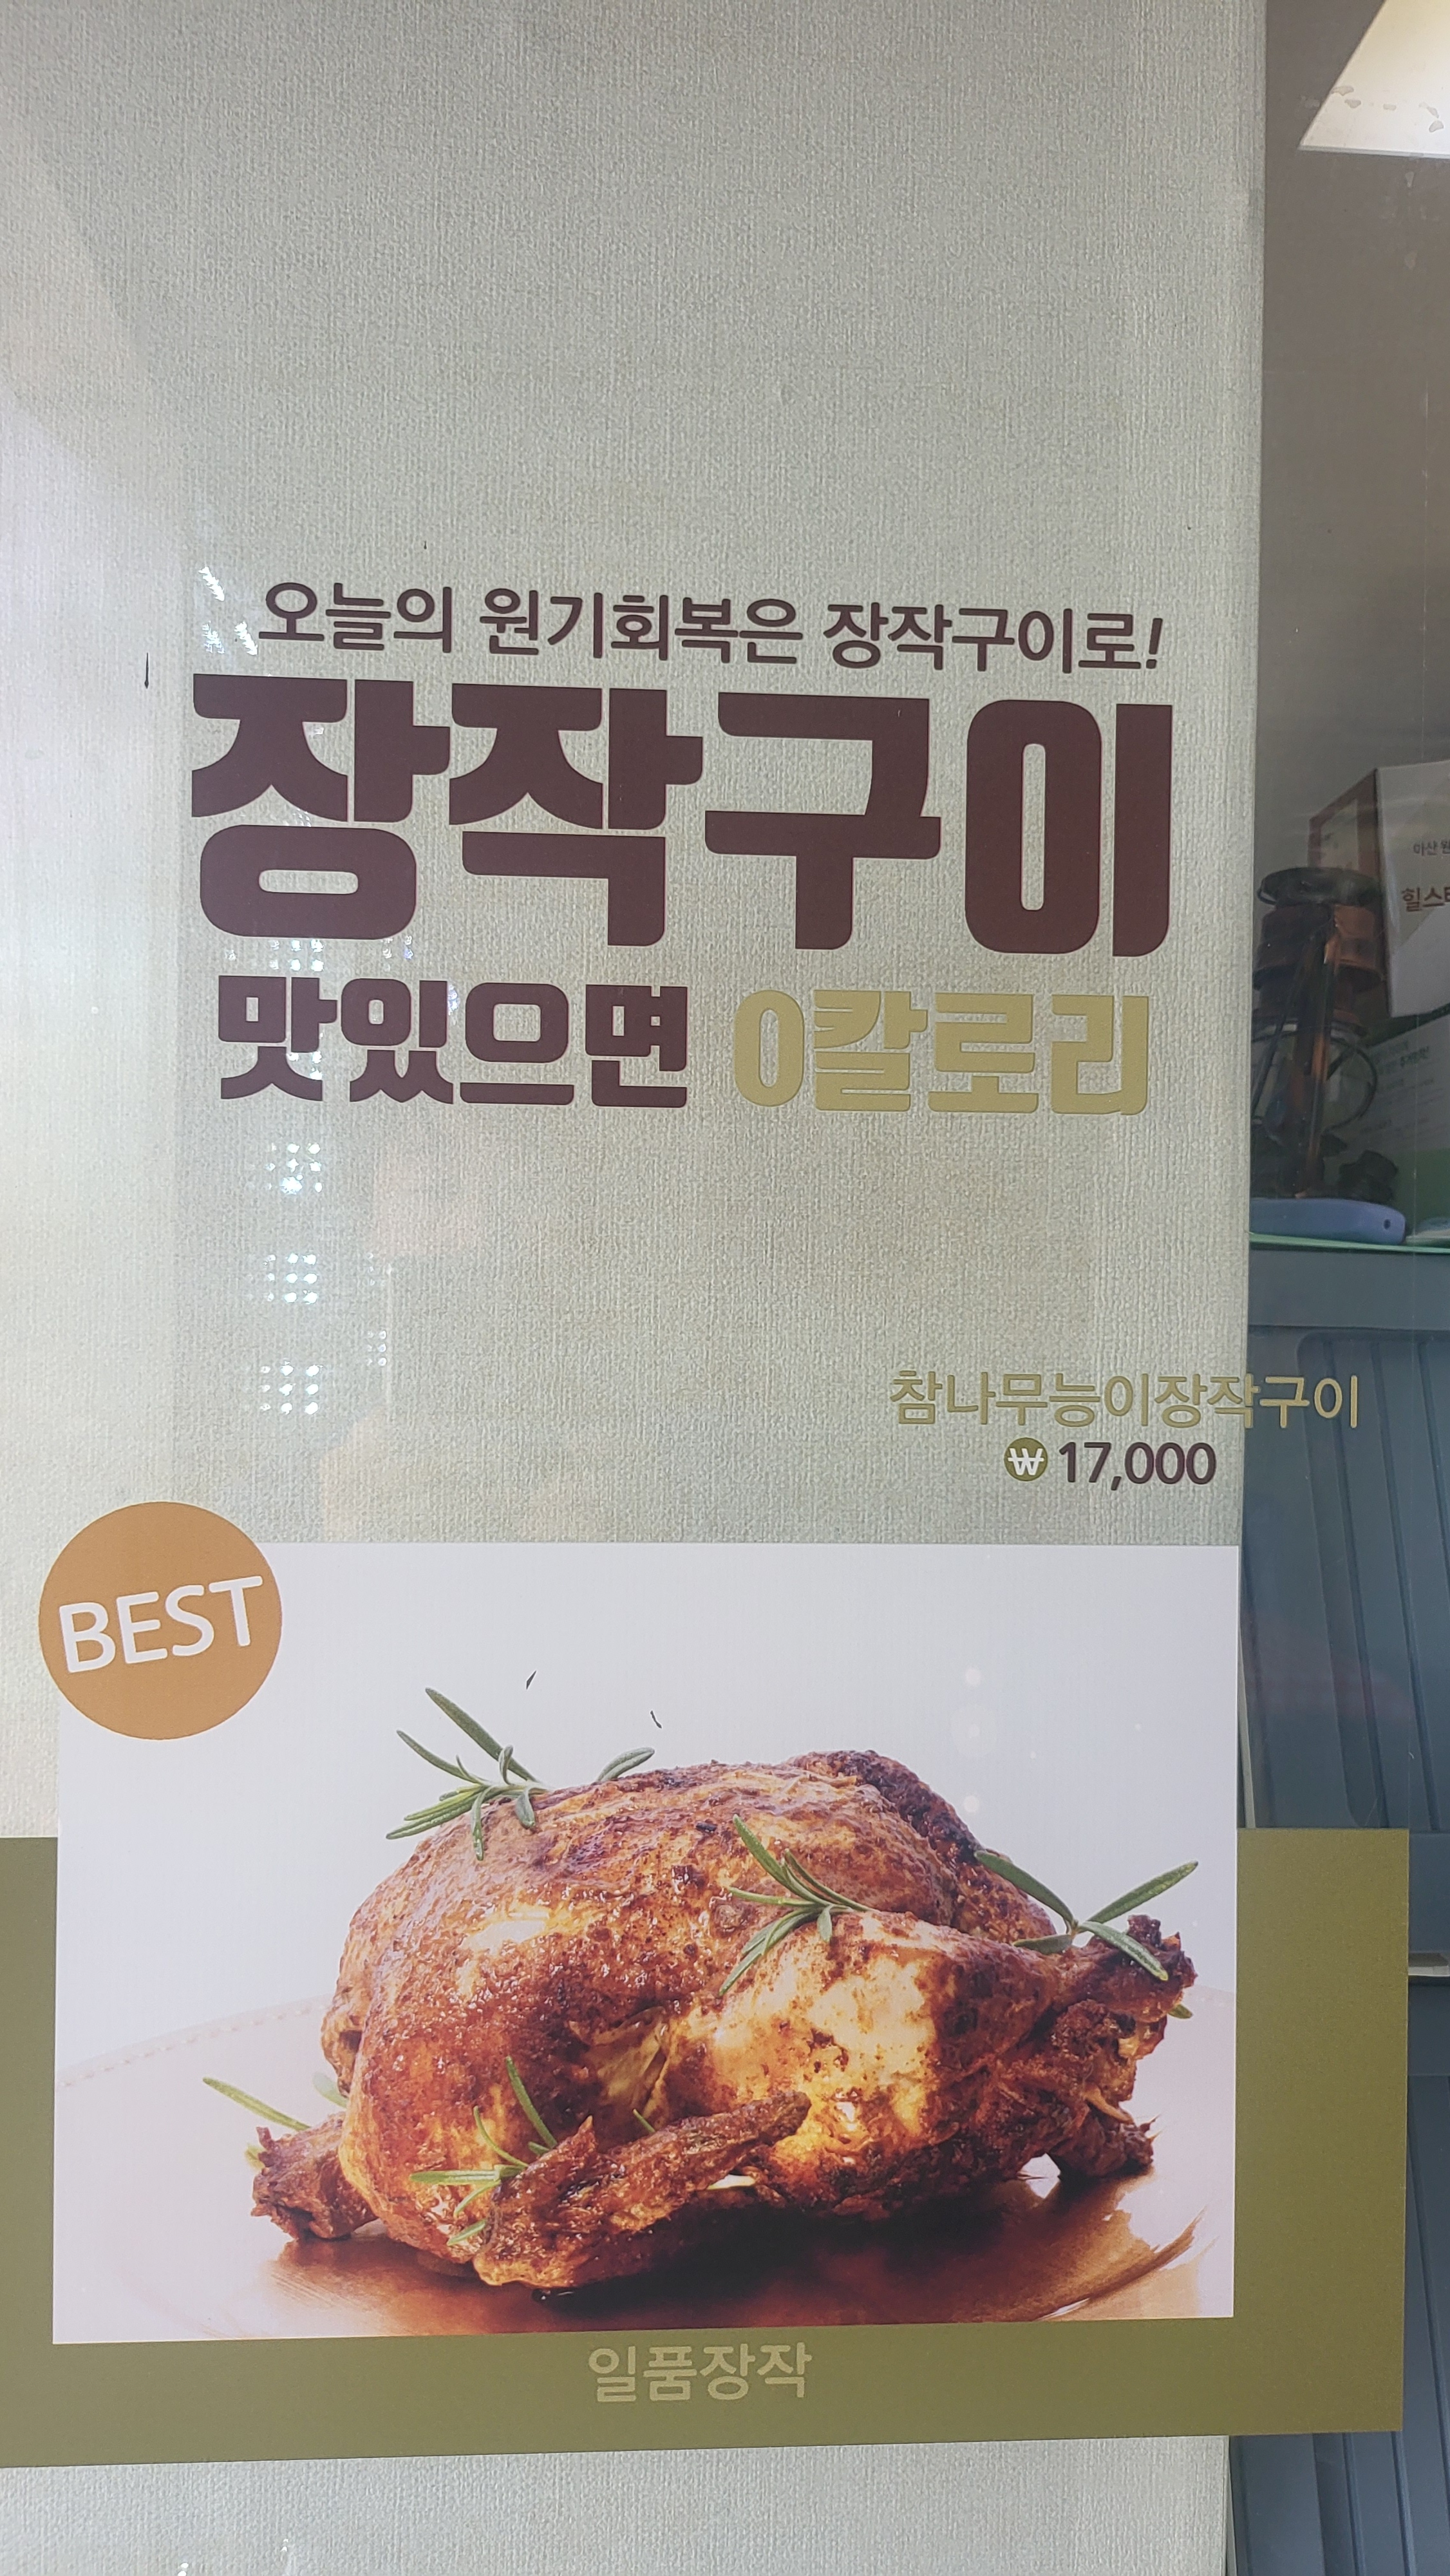 오늘의 원기회복은 장작구이로!
장작구이
맛있으면 0칼로리
참나무능이장작구이
₩ 17,000
BEST
일품장작